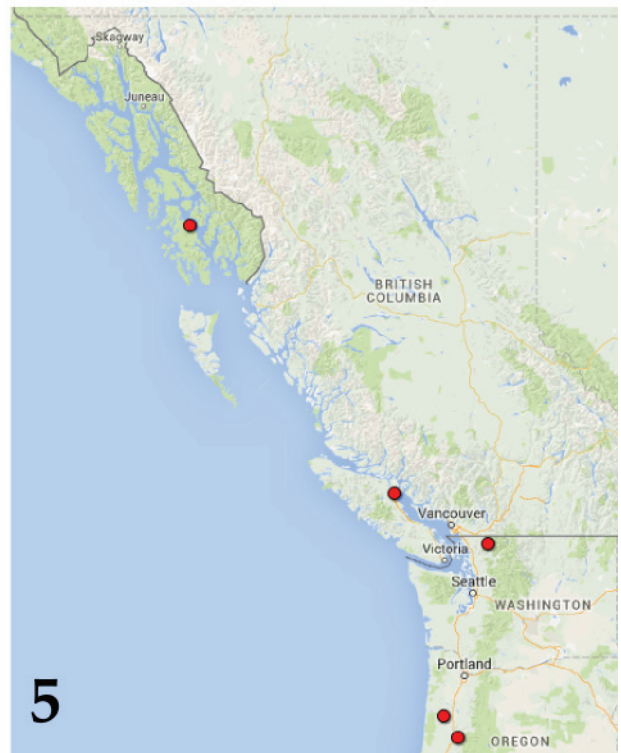 Skagway
Juneau
BRITISH
COLUMBIA
Vancouver
Victoria
Seattle
WASHINGTON
Portland
5
OREGON